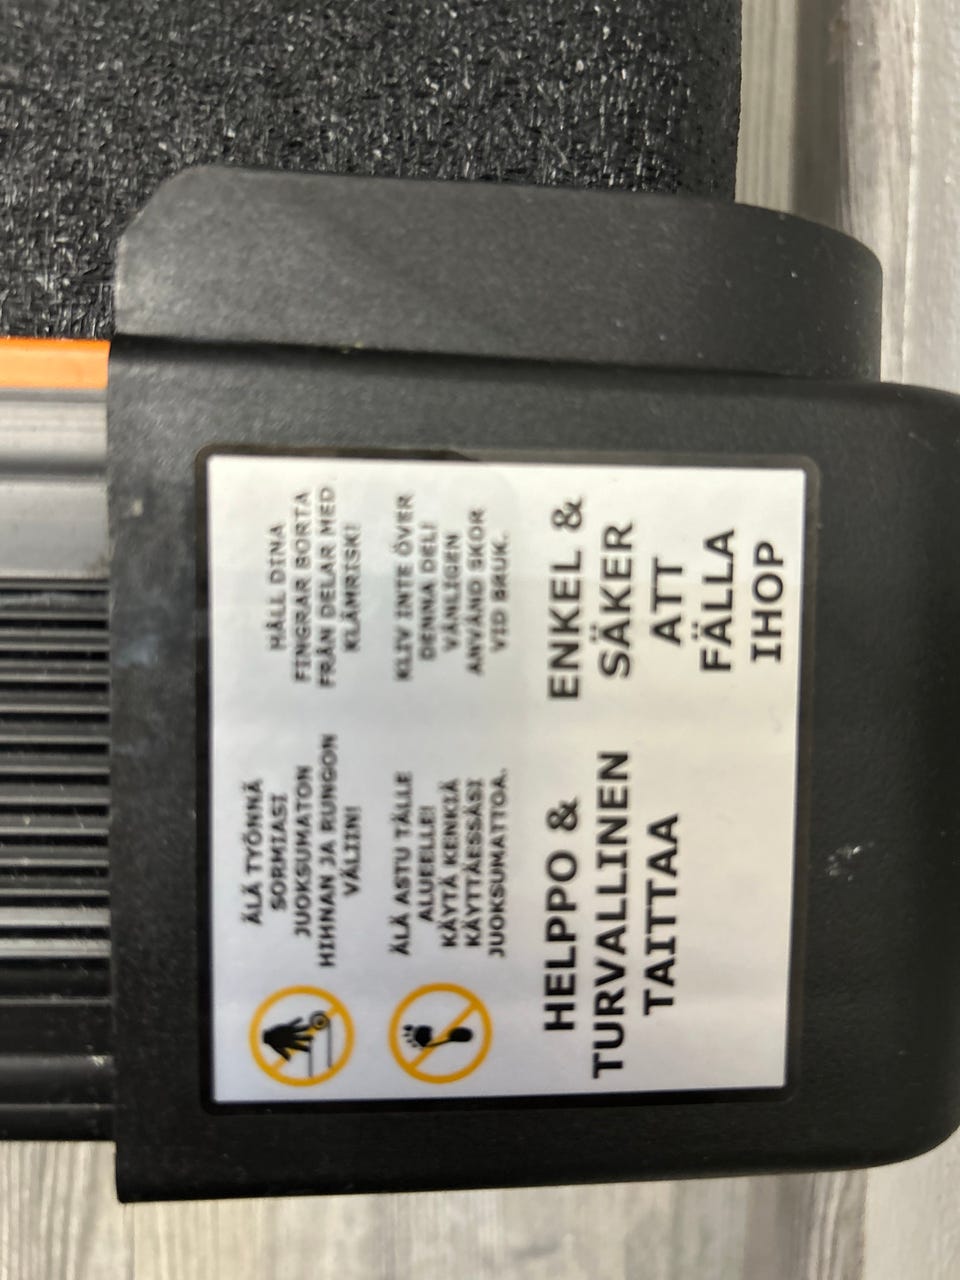 ÄLÄ TYÖNNÄ
SORMIASI
JUOKSUMATON
HIHNAN JA RUNGON
VÄLIIN!
HÅLL DINA
FINGRAR BORTA
FRÅN DELAR MED
KLÄMRISK!
ÄLÄ ASTU TÄLLE
ALUEELLE!
KÄYTÄ KENKIÄ
KÄYTTÄESSÄSI
JUOKSUMATTOA.
KLIV INTE ÖVER
DENNA DEL!
VÄNLIGEN
ANVÄND SKOR
VID BRUK.
HELPPO &
TURVALLINEN
TAITTAA
ENKEL &
SÄKER
ATT
FÄLLA
IHOP